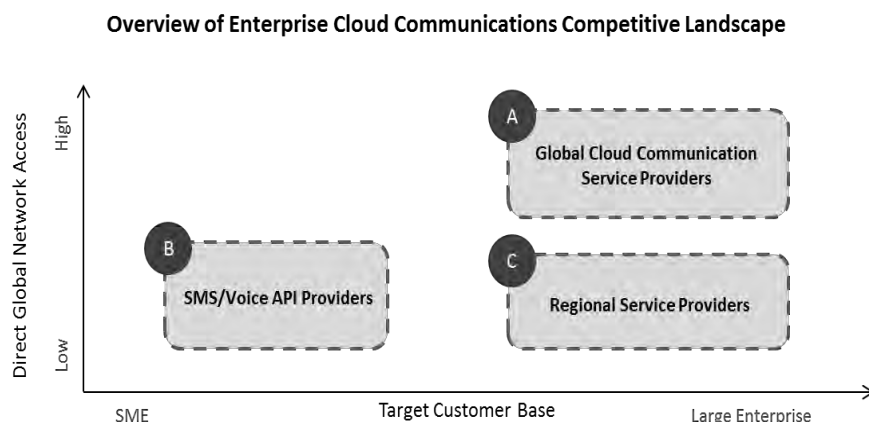 Overview of Enterprise Cloud Communications Competitive Landscape
Direct Global Network Access
High
Low
A
Global Cloud Communication
Service Providers
B
SMS/Voice API Providers
C
Regional Service Providers
SME
Target Customer Base
Large Enterprise